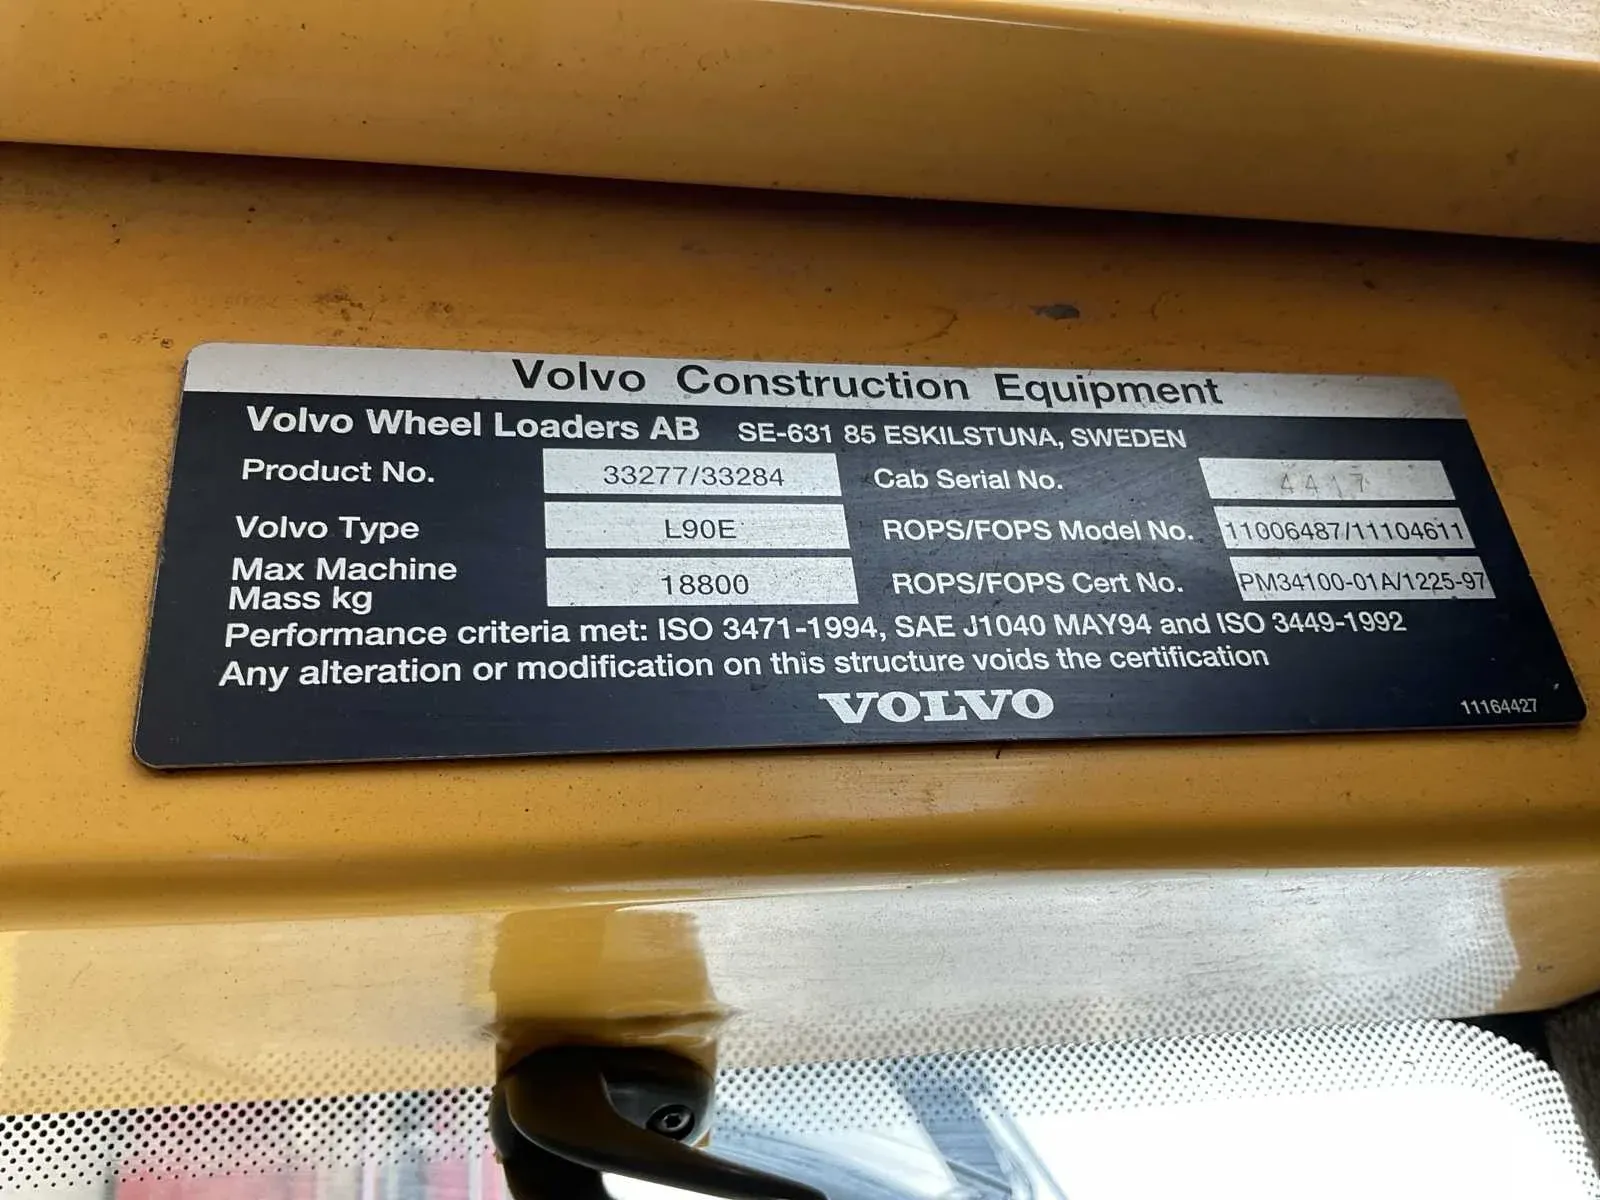 Volvo Construction Equipment
Volvo Wheel Loaders AB SE-631 85 ESKILSTUNA, SWEDEN
Product No. 33277/33284 Cab Serial No. 4417
Volvo Type L90E ROPS/FOPS Model No. 11006487/11104611
Max Machine Mass kg 18800 ROPS/FOPS Cert No. PM34100-01A/1225-97
Performance criteria met: ISO 3471-1994, SAE J1040 MAY94 and ISO 3449-1992
Any alteration or modification on this structure voids the certification
VOLVO
11164427